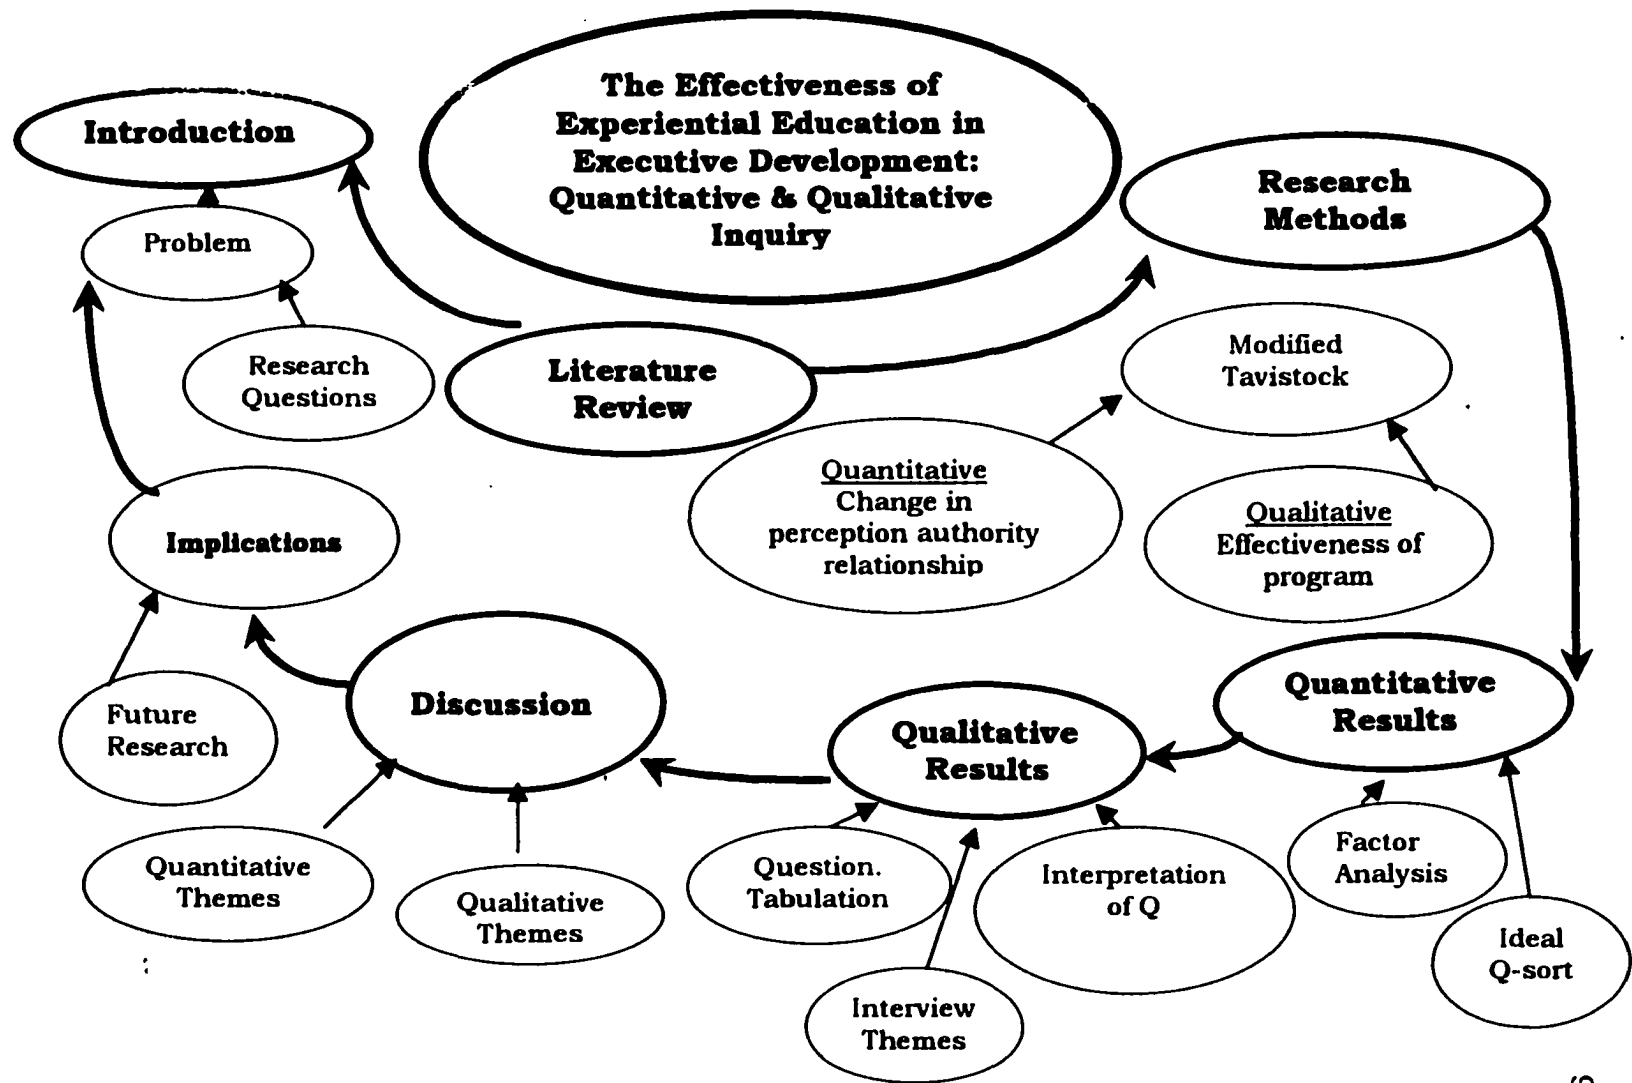 The Effectiveness of
Experiential Education in
Executive Development:
Quantitative & Qualitative
Inquiry
Introduction
Problem
Research
Questions
Literature
Review
Research
Methods
Modified
Tavistock
Quantitative
Change in
perception authority
relationship
Qualitative
Effectiveness of
program
Implications
Future
Research
Discussion
Quantitative
Themes
Qualitative
Themes
Qualitative
Results
Question.
Tabulation
Interview
Themes
Interpretation
of Q
Quantitative
Results
Factor
Analysis
Ideal
Q-sort